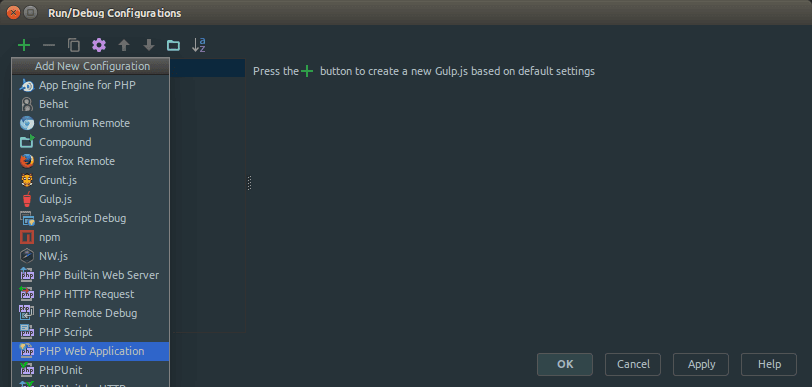 Run/Debug Configurations
Add New Configuration
Press the button to create a new Gulp.js based on default settings
App Engine for PHP
Behat
Chromium Remote
Compound
Firefox Remote
Grunt.js
Gulp.js
JavaScript Debug
npm
NW.js
PHP Built-in Web Server
PHP HTTP Request
PHP Remote Debug
PHP Script
PHP Web Application
PHPUnit
PHPUnit by HTTP
OK
Cancel
Apply
Help